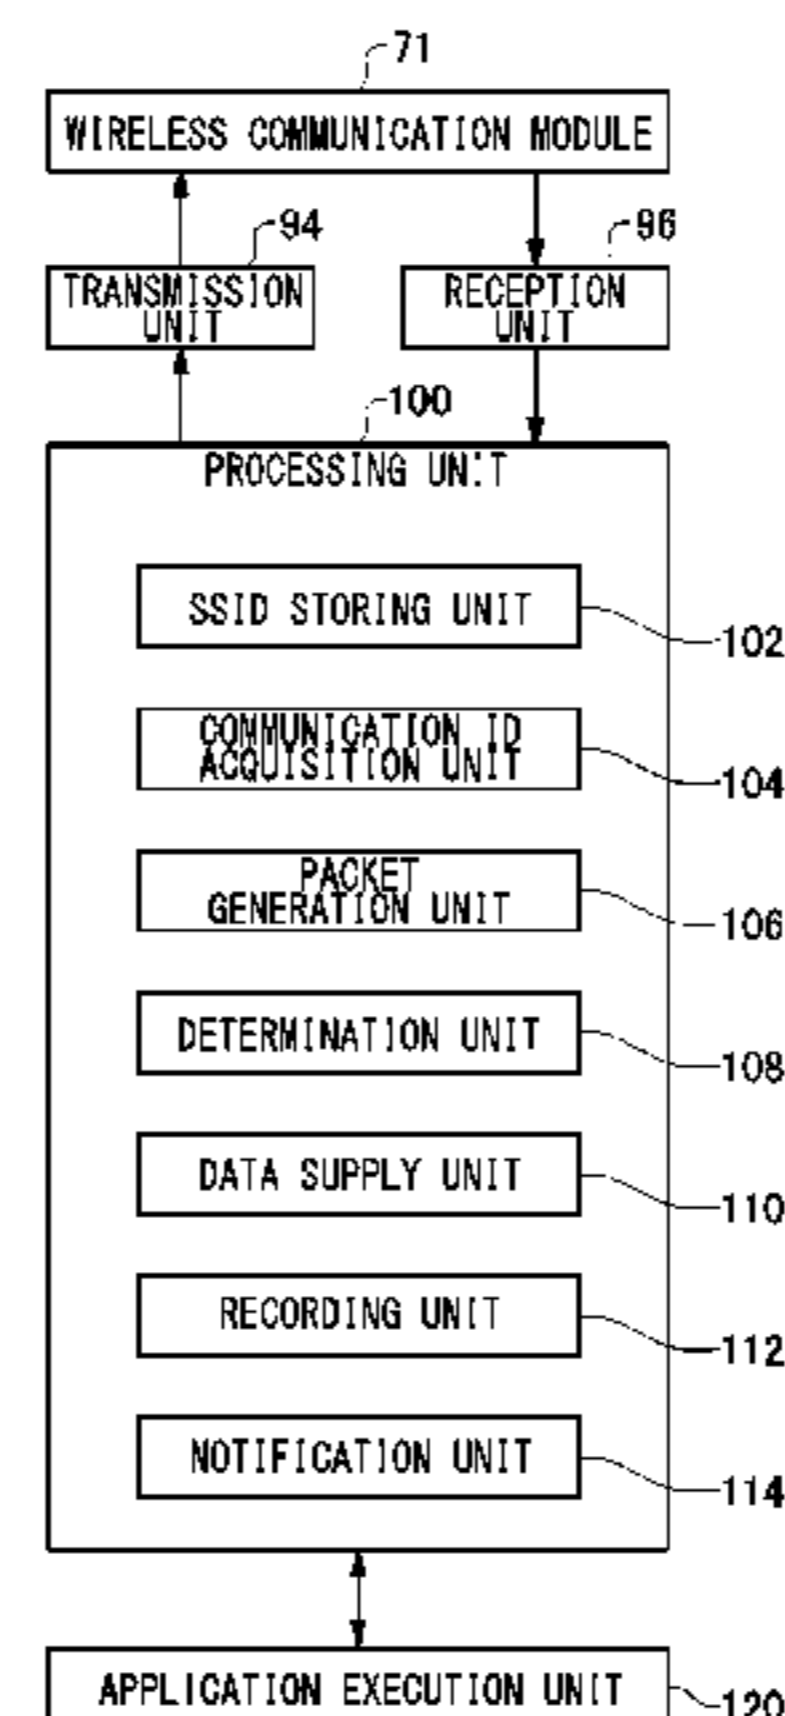 71
WIRELESS COMMUNICATION MODULE
94
96
TRANSMISSION
UNIT
RECEPTION
UNIT
100
PROCESSING UNIT
SSID STORING UNIT
102
COMMUNICATION ID
ACQUISITION UNIT
104
PACKET
GENERATION UNIT
106
DETERMINATION UNIT
108
DATA SUPPLY UNIT
110
RECORDING UNIT
112
NOTIFICATION UNIT
114
APPLICATION EXECUTION UNIT
120